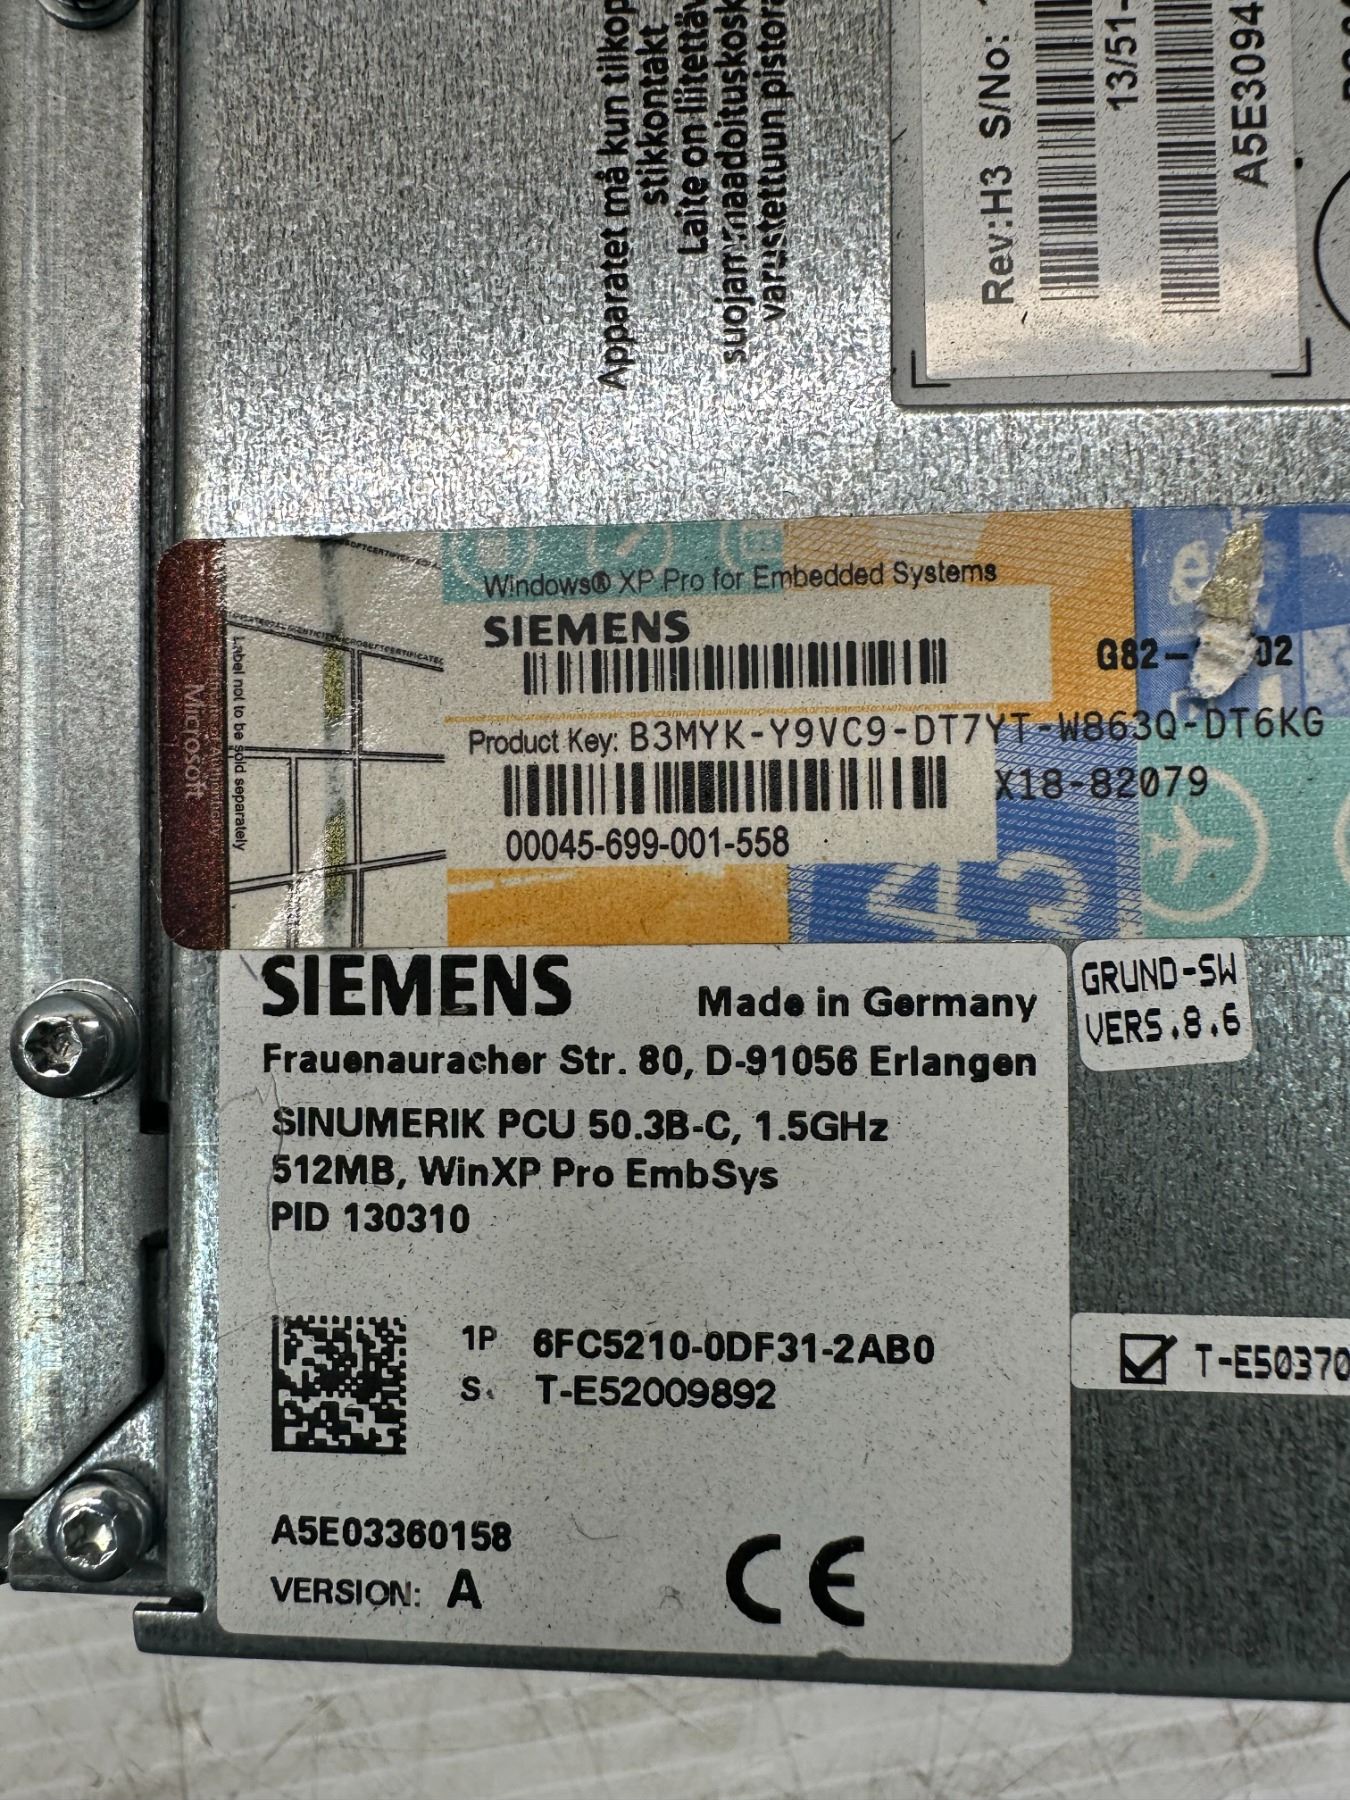 Apparatet må kun tilkop
stikkontakt
Laite on liitettäv
suojamaadoituskosk
varustettuun pistora
Rev:H3 S/No:
13/51-
A5E3094
Windows® XP Pro for Embedded Systems
SIEMENS
G82- 02
Product Key: B3MYK-Y9VC9-DT7YT-W863Q-DT6KG
X18-82079
00045-699-001-558
Microsoft
Label not to be sold separately
SIEMENS
Made in Germany
Frauenauracher Str. 80, D-91056 Erlangen
SINUMERIK PCU 50.3B-C, 1.5GHz
512MB, WinXP Pro EmbSys
PID 130310
1P 6FC5210-0DF31-2AB0
S T-E52009892
A5E03360158
VERSION: A
CE
GRUND-SW
VERS.8.6
T-E50370